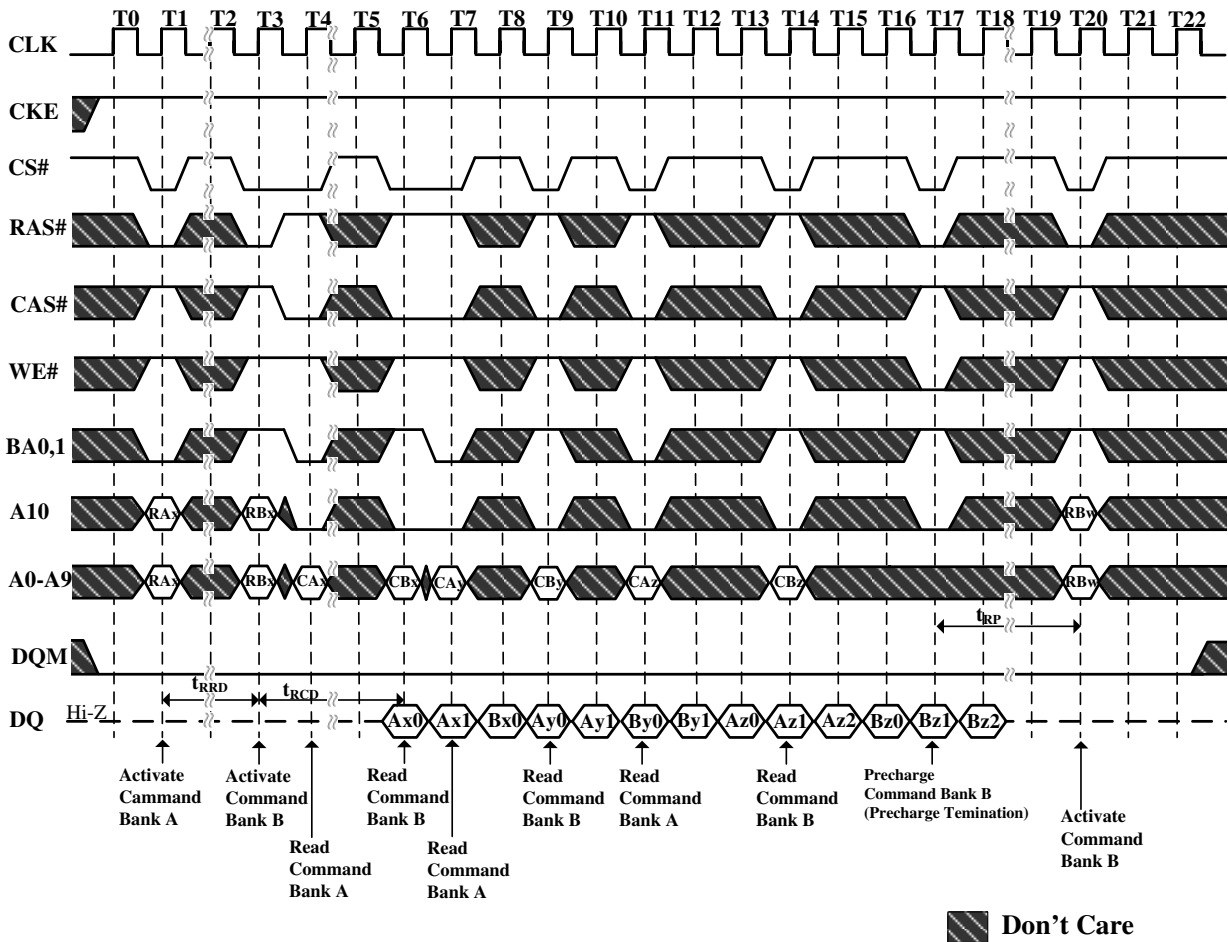 T0 T1 T2 T3 T4 T5 T6 T7 T8 T9 T10 T11 T12 T13 T14 T15 T16 T17 T18 T19 T20 T21 T22
CLK
CKE
CS#
RAS#
CAS#
WE#
BA0,1
A10
RAx RBx RBw
A0-A9
RAx RBx CAx CBx CAy CBy CAz CBz RBw
tRP
DQM
tRRD tRCD
DQ
Hi-Z
Ax0 Ax1 Bx0 Ay0 Ay1 By0 By1 Az0 Az1 Az2 Bz0 Bz1 Bz2
Activate
Cammand
Bank A
Activate
Command
Bank B
Read
Command
Bank A
Read
Command
Bank B
Read
Command
Bank A
Read
Command
Bank B
Read
Command
Bank A
Read
Command
Bank B
Precharge
Command Bank B
(Precharge Temination)
Activate
Command
Bank B
Don't Care